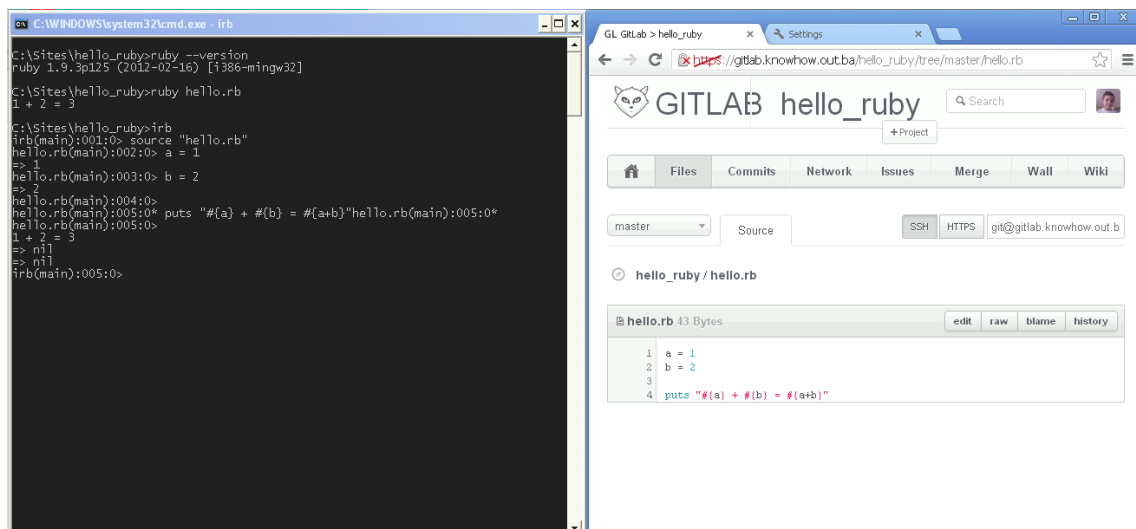 C:\WINDOWS\system32\cmd.exe - irb
C:\Sites\hello_ruby>ruby --version
ruby 1.9.3p125 (2012-02-16) [i386-mingw32]
C:\Sites\hello_ruby>ruby hello.rb
1 + 2 = 3
C:\Sites\hello_ruby>irb
irb(main):001:0> source "hello.rb"
hello.rb(main):002:0> a = 1
=> 1
hello.rb(main):003:0> b = 2
=> 2
hello.rb(main):004:0>
hello.rb(main):005:0* puts "#{a} + #{b} = #{a+b}"hello.rb(main):005:0*
hello.rb(main):005:0>
1 + 2 = 3
=> nil
=> nil
irb(main):005:0>
GL GitLab > hello_ruby
Settings
https://gitlab.knowhow.out.ba/hello_ruby/tree/master/hello.rb
GITLAB hello_ruby
Search
+Project
Files Commits Network Issues Merge Wall Wiki
master
Source
SSH HTTPS git@gitlab.knowhow.out.b
hello_ruby / hello.rb
hello.rb 43 Bytes
edit raw blame history
1 a = 1
2 b = 2
3
4 puts "#{a} + #{b} = #{a+b}"